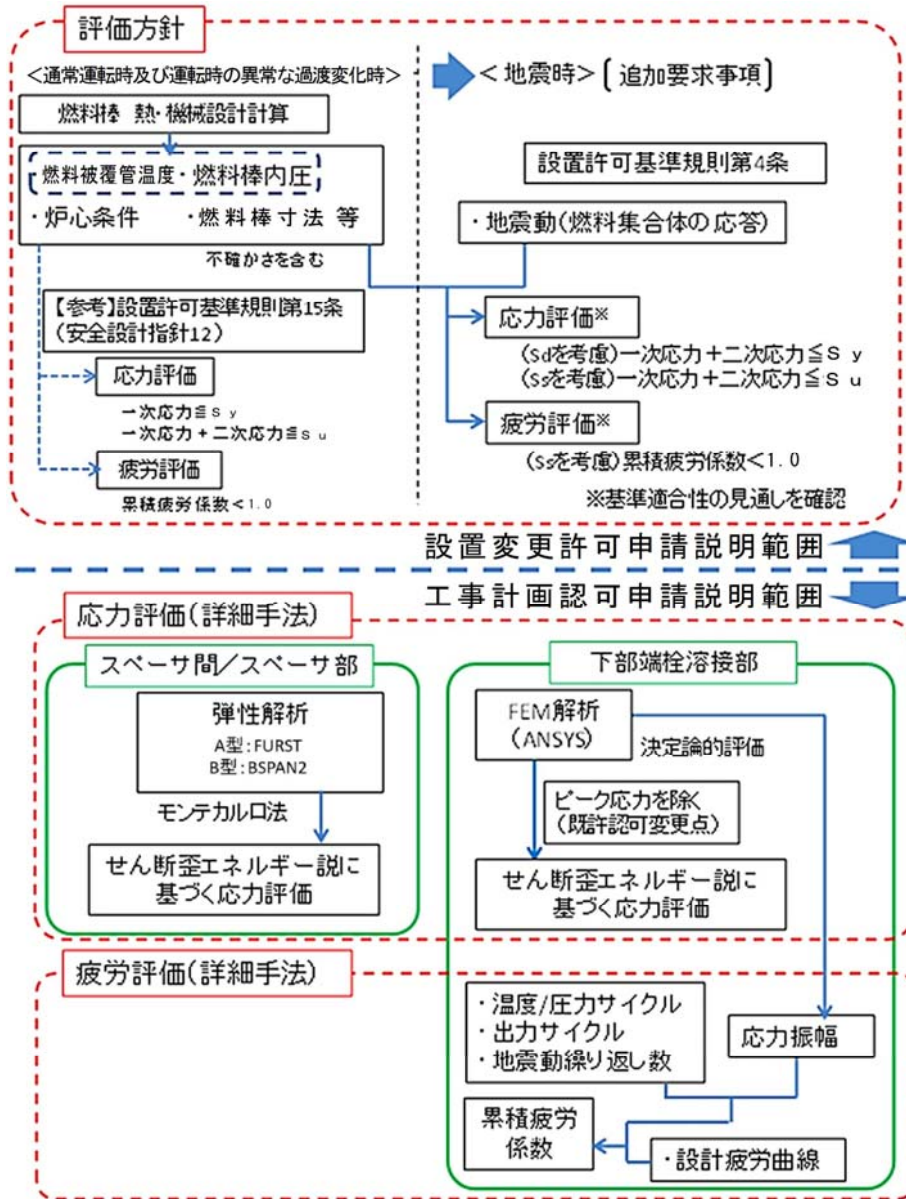 評価方針
<通常運転時及び運転時の異常な過渡変化時>
燃料棒 熱・機械設計計算
燃料被覆管温度・燃料棒内圧
・炉心条件 ・燃料棒寸法 等
不確かさを含む
【参考】設置許可基準規則第15条
(安全設計指針12)
応力評価
一次応力≦Sy
一次応力+二次応力≦Su
疲労評価
累積疲労係数<1.0
<地震時>〔追加要求事項〕
設置許可基準規則第4条
・地震動(燃料集合体の応答)
応力評価※
(Sdを考慮)一次応力+二次応力≦Sy
(Ssを考慮)一次応力+二次応力≦Su
疲労評価※
(Ssを考慮)累積疲労係数<1.0
※基準適合性の見通しを確認
設置変更許可申請説明範囲
工事計画認可申請説明範囲
応力評価(詳細手法)
スペーサ間/スペーサ部
弾性解析
A型:FURST
B型:BSPAN2
モンテカルロ法
せん断歪エネルギー説に
基づく応力評価
下部端栓溶接部
FEM解析
(ANSYS)
決定論的評価
ピーク応力を除く
(既許認可変更点)
せん断歪エネルギー説に
基づく応力評価
疲労評価(詳細手法)
・温度/圧力サイクル
・出力サイクル
・地震動繰り返し数
応力振幅
累積疲労
係数
・設計疲労曲線